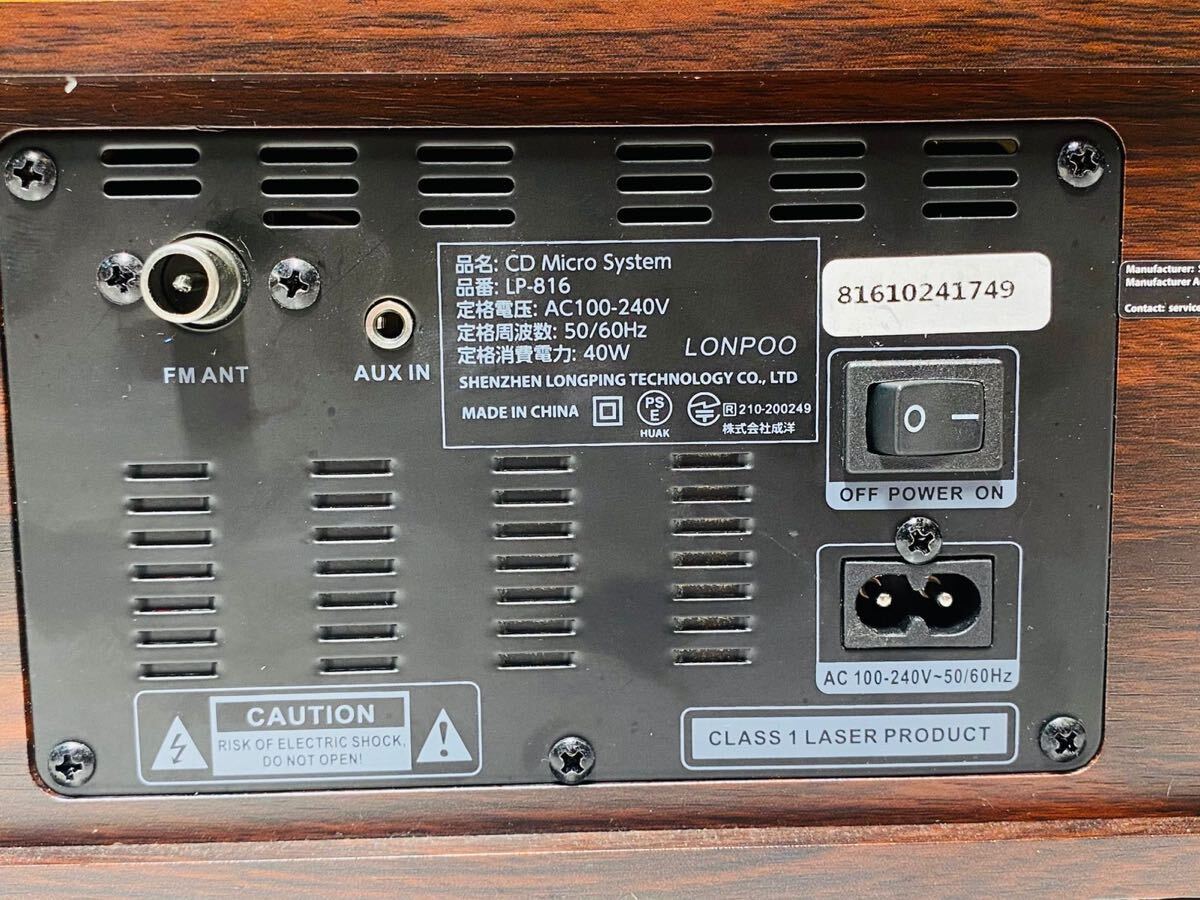 品名: CD Micro System
品番: LP-816
定格電圧: AC100-240V
定格周波数: 50/60Hz
定格消費電力: 40W
LONPOO
SHENZHEN LONGPING TECHNOLOGY CO., LTD
MADE IN CHINA
PS
E
HUAK
R 210-200249
株式会社成洋
81610241749
Manufacturer:
Manufacturer
Contact:
FM ANT
AUX IN
O
OFF POWER ON
AC 100-240V~50/60Hz
CAUTION
RISK OF ELECTRIC SHOCK,
DO NOT OPEN!
CLASS 1 LASER PRODUCT